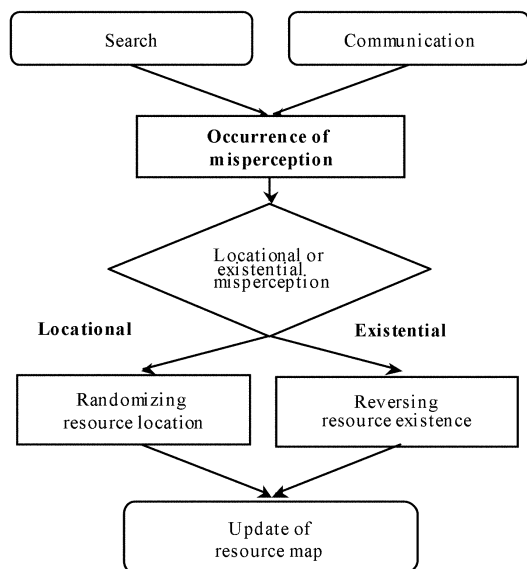 Search
Communication
Occurrence of
misperception
Locational or
existential
misperception
Locational
Existential
Randomizing
resource location
Reversing
resource existence
Update of
resource map